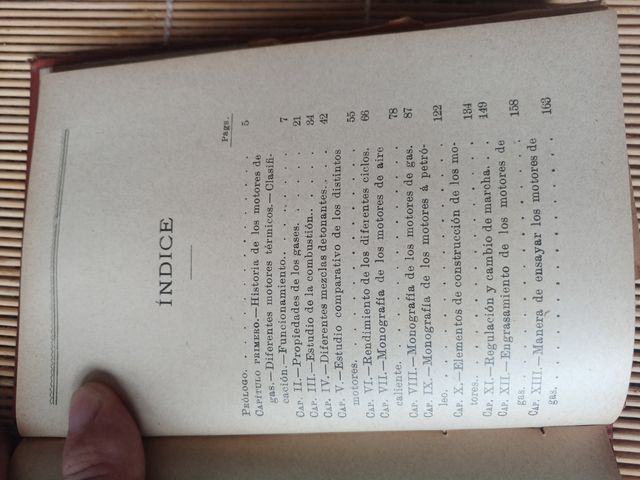 ÍNDICE
Pags.
PRÓLOGO. . . . . . . . . . . . . . 5
CAPÍTULO PRIMERO.—Historia de los motores de
gas.—Diferentes motores térmicos.—Clasifi-
cación.—Funcionamiento. . . . . . . . 7
CAP. II.—Propiedades de los gases. . . . . . 21
CAP. III.—Estudio de la combustión. . . . . . 34
CAP. IV.—Diferentes mezclas detonantes. . . . 42
CAP. V.—Estudio comparativo de los distintos
motores. . . . . . . . . . . . . 55
CAP. VI.—Rendimiento de los diferentes ciclos. 66
CAP. VII.—Monografía de los motores de aire
caliente. . . . . . . . . . . . . 78
CAP. VIII.—Monografía de los motores de gas. 87
CAP. IX.—Monografía de los motores á petró-
leo. . . . . . . . . . . . . . . 122
CAP. X.—Elementos de construcción de los mo-
tores. . . . . . . . . . . . . . 134
CAP. XI.—Regulación y cambio de marcha. . . 149
CAP. XII.—Engrasamiento de los motores de
gas. . . . . . . . . . . . . . . 158
CAP. XIII.—Manera de ensayar los motores de
gas. . . . . . . . . . . . . . . 163